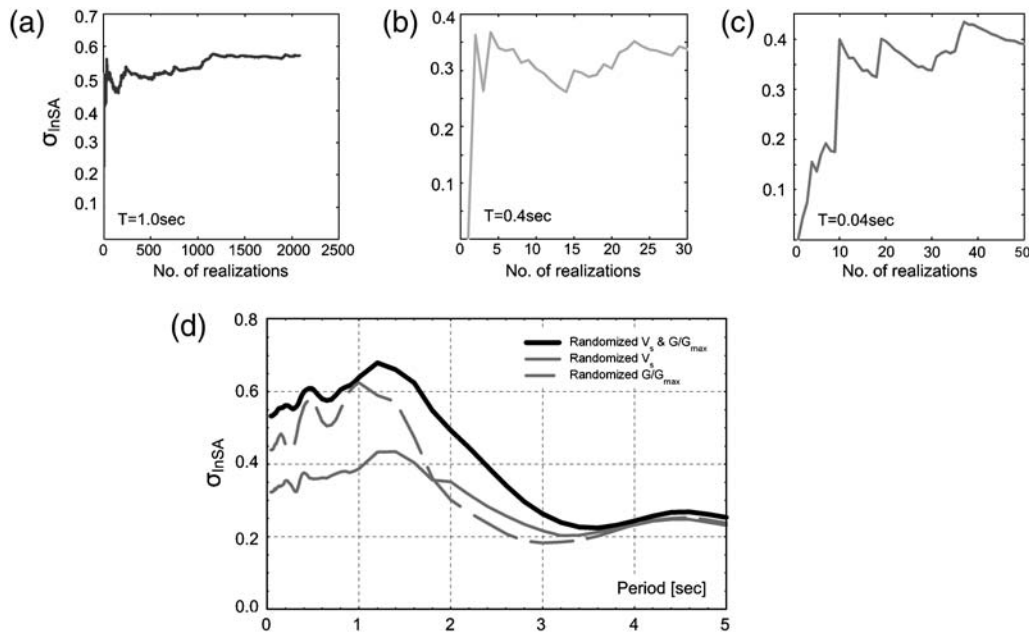 (a)
0.7
0.6
0.5
0.4
0.3
0.2
0.1
σlnSA
T=1.0sec
0 500 1000 1500 2000 2500
No. of realizations
(b)
0.4
0.3
0.2
0.1
T=0.4sec
0 5 10 15 20 25 30
No. of realizations
(c)
0.4
0.3
0.2
0.1
T=0.04sec
0 10 20 30 40 50
No. of realizations
(d)
0.8
0.6
0.4
0.2
0.0
σlnSA
Randomized Vs & G/Gmax
Randomized Vs
Randomized G/Gmax
Period [sec]
0 1 2 3 4 5